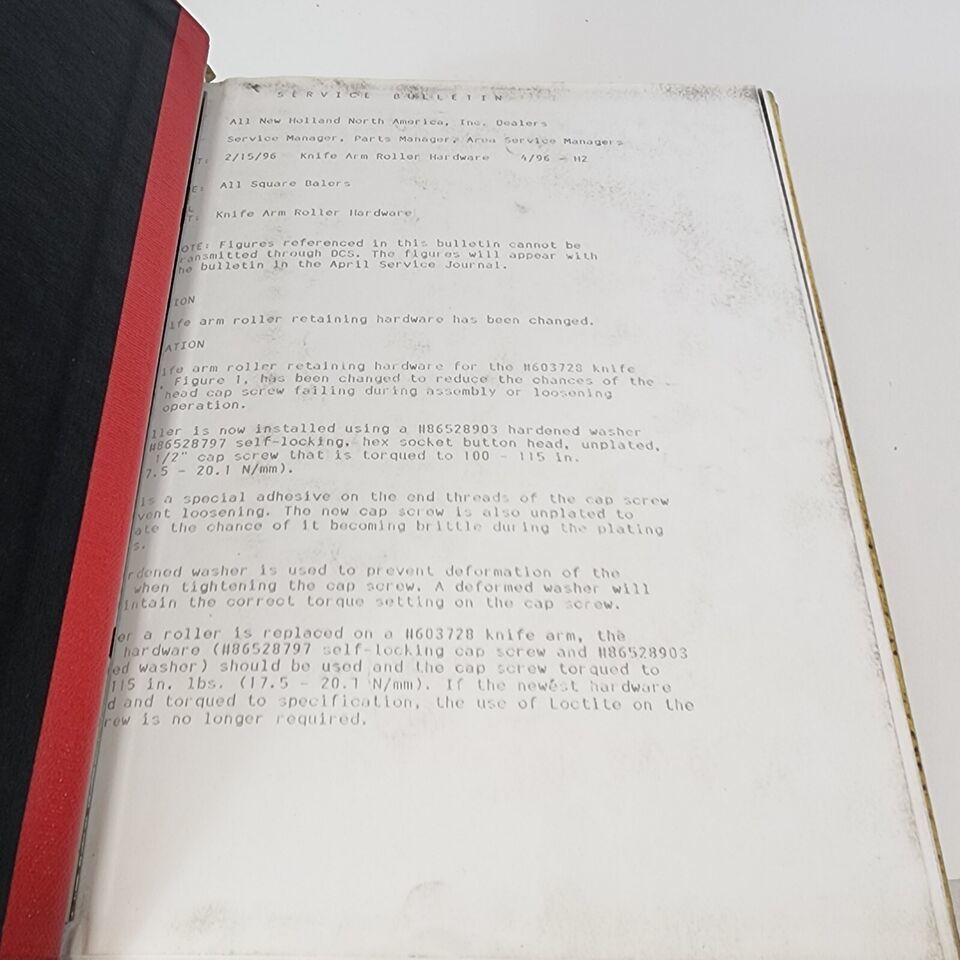 SERVICE BULLETIN
All New Holland North America, Inc. Dealers
Service Manager, Parts Manager, Area Service Managers
T: 2/15/96 Knife Arm Roller Hardware 4/96 - H2
E: All Square Balers
L
T: Knife Arm Roller Hardware
OTE: Figures referenced in this bulletin cannot be
ransmitted through DCS. The figures will appear with
he bulletin in the April Service Journal.
ION
ife arm roller retaining hardware has been changed.
ATION
ife arm roller retaining hardware for the #603728 knife
. Figure 1, has been changed to reduce the chances of the
head cap screw failing during assembly or loosening
operation.
ller is now installed using a #86528903 hardened washer
#86528797 self-locking, hex socket button head, unplated,
1/2" cap screw that is torqued to 100 - 115 in.
7.5 - 20.1 N/mm).
is a special adhesive on the end threads of the cap screw
vent loosening. The new cap screw is also unplated to
ate the chance of it becoming brittle during the plating
s.
rdened washer is used to prevent deformation of the
when tightening the cap screw. A deformed washer will
intain the correct torque setting on the cap screw.
er a roller is replaced on a #603728 knife arm, the
hardware (#86528797 self-locking cap screw and #86528903
ed washer) should be used and the cap screw torqued to
115 in. lbs. (17.5 - 20.1 N/mm). If the newest hardware
d and torqued to specification, the use of Loctite on the
rew is no longer required.